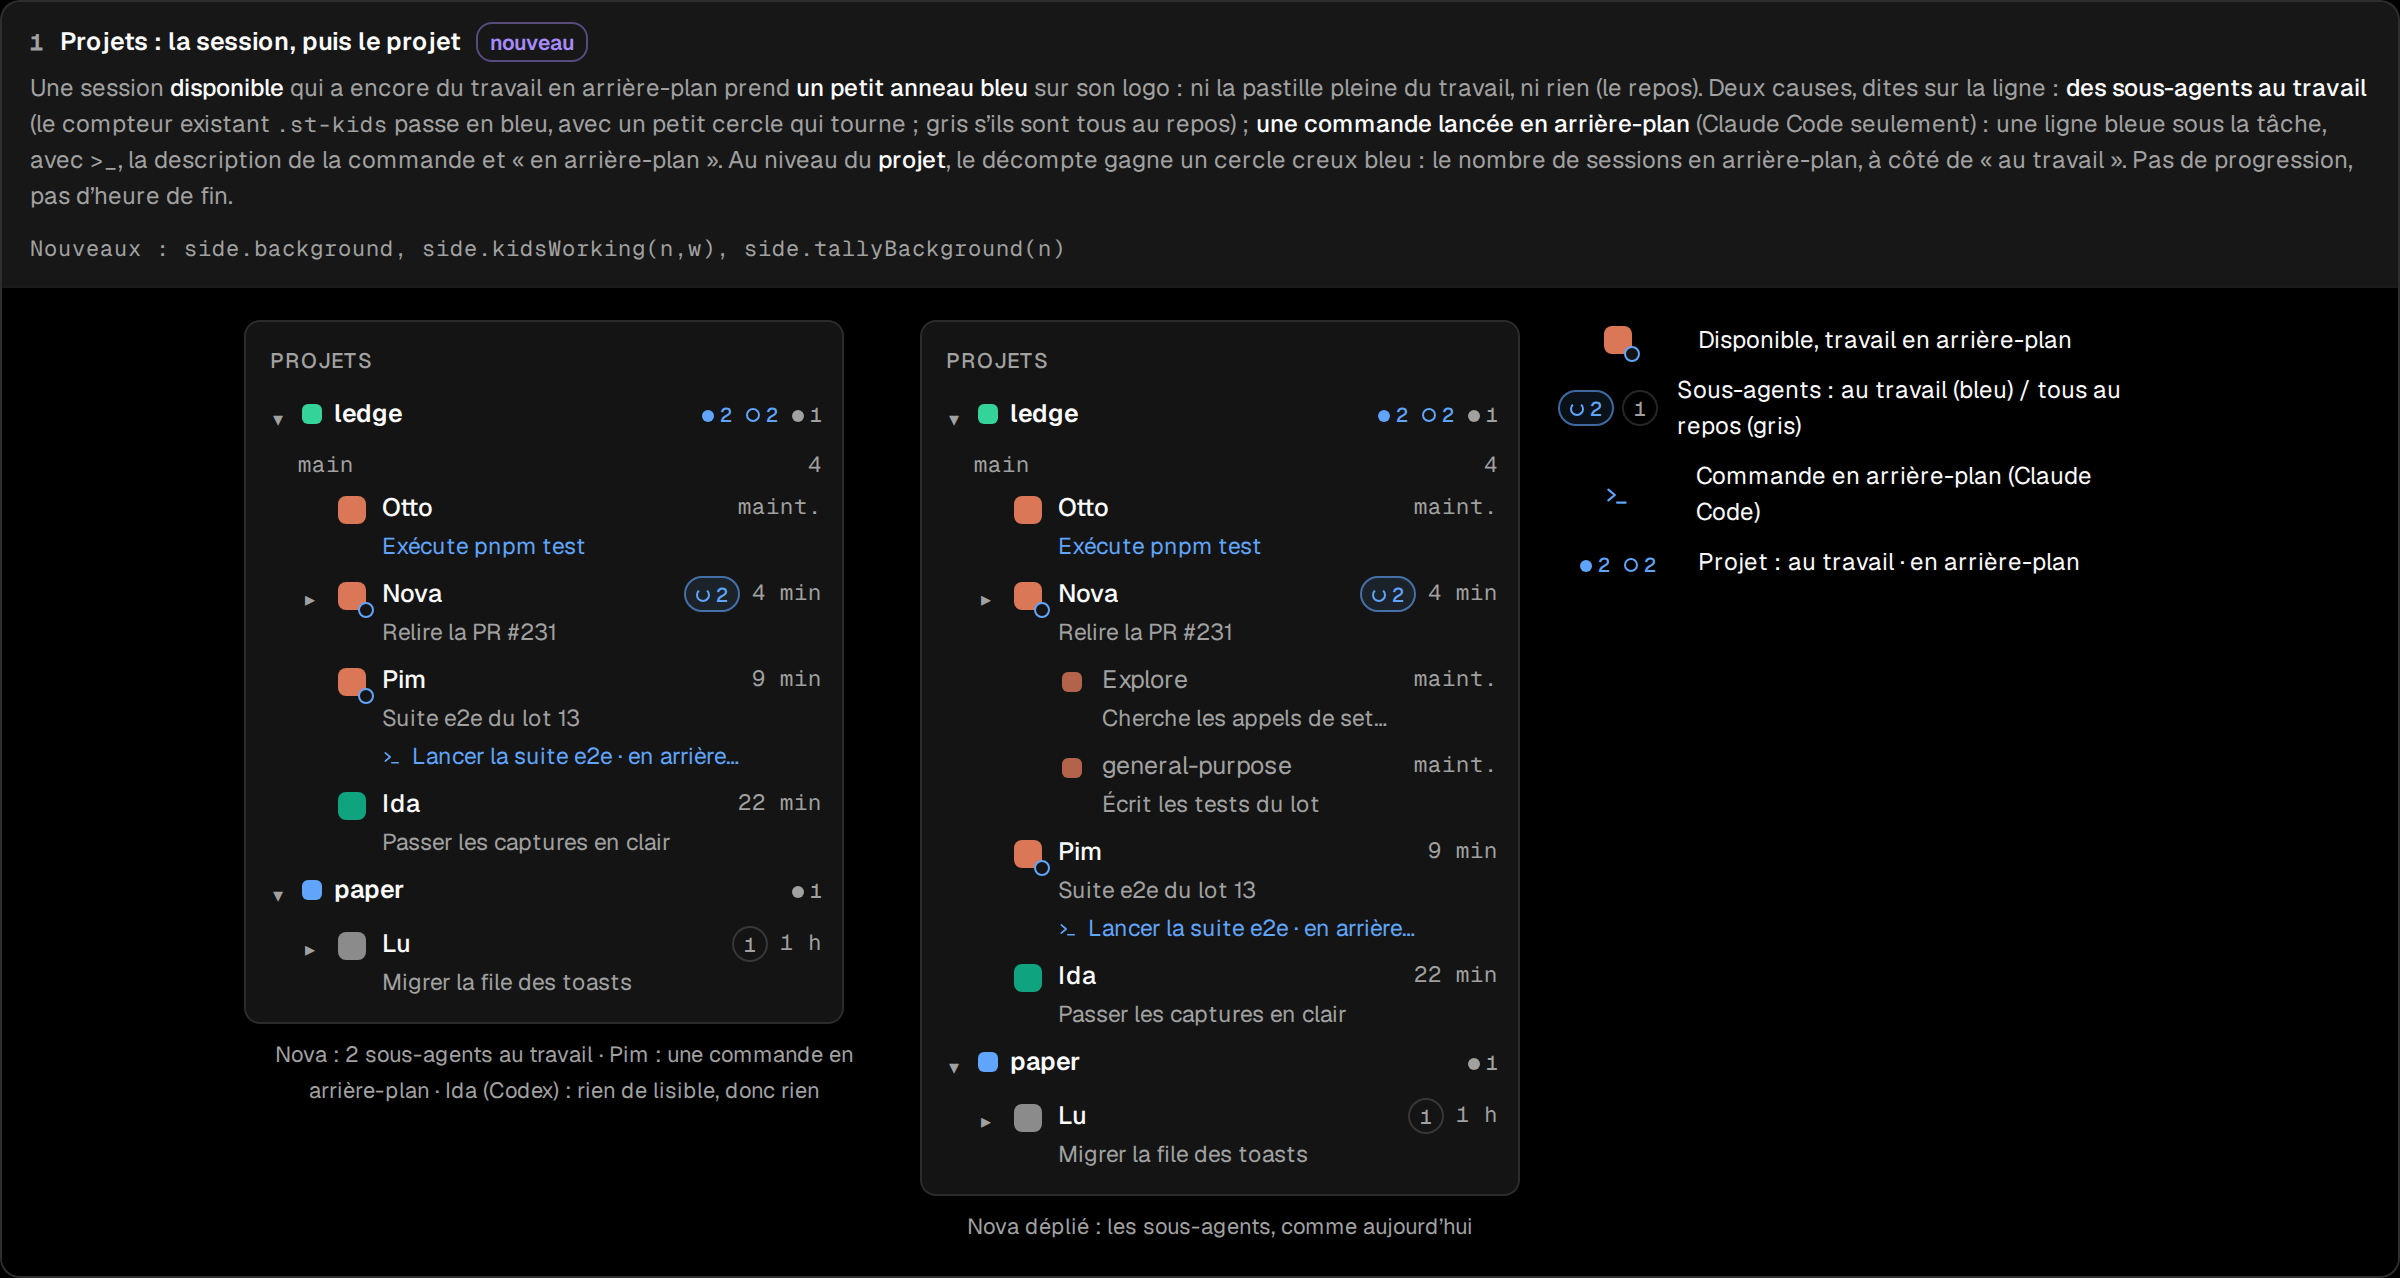 1 Projets : la session, puis le projet nouveau
Une session disponible qui a encore du travail en arrière-plan prend un petit anneau bleu sur son logo : ni la pastille pleine du travail, ni rien (le repos). Deux causes, dites sur la ligne : des sous-agents au travail
(le compteur existant .st-kids passe en bleu, avec un petit cercle qui tourne ; gris s’ils sont tous au repos) ; une commande lancée en arrière-plan (Claude Code seulement) : une ligne bleue sous la tâche,
avec >_, la description de la commande et « en arrière-plan ». Au niveau du projet, le décompte gagne un cercle creux bleu : le nombre de sessions en arrière-plan, à côté de « au travail ». Pas de progression,
pas d’heure de fin.
Nouveaux : side.background, side.kidsWorking(n,w), side.tallyBackground(n)
PROJETS
ledge 2 2 1
main 4
Otto maint.
Exécute pnpm test
Nova 2 4 min
Relire la PR #231
Pim 9 min
Suite e2e du lot 13
>_ Lancer la suite e2e · en arrière…
Ida 22 min
Passer les captures en clair
paper 1
Lu 1 1 h
Migrer la file des toasts
Nova : 2 sous-agents au travail · Pim : une commande en
arrière-plan · Ida (Codex) : rien de lisible, donc rien
PROJETS
ledge 2 2 1
main 4
Otto maint.
Exécute pnpm test
Nova 2 4 min
Relire la PR #231
Explore maint.
Cherche les appels de set…
general-purpose maint.
Écrit les tests du lot
Pim 9 min
Suite e2e du lot 13
>_ Lancer la suite e2e · en arrière…
Ida 22 min
Passer les captures en clair
paper 1
Lu 1 1 h
Migrer la file des toasts
Nova déplié : les sous-agents, comme aujourd’hui
Disponible, travail en arrière-plan
2 1 Sous-agents : au travail (bleu) / tous au
repos (gris)
>_ Commande en arrière-plan (Claude
Code)
2 2 Projet : au travail · en arrière-plan